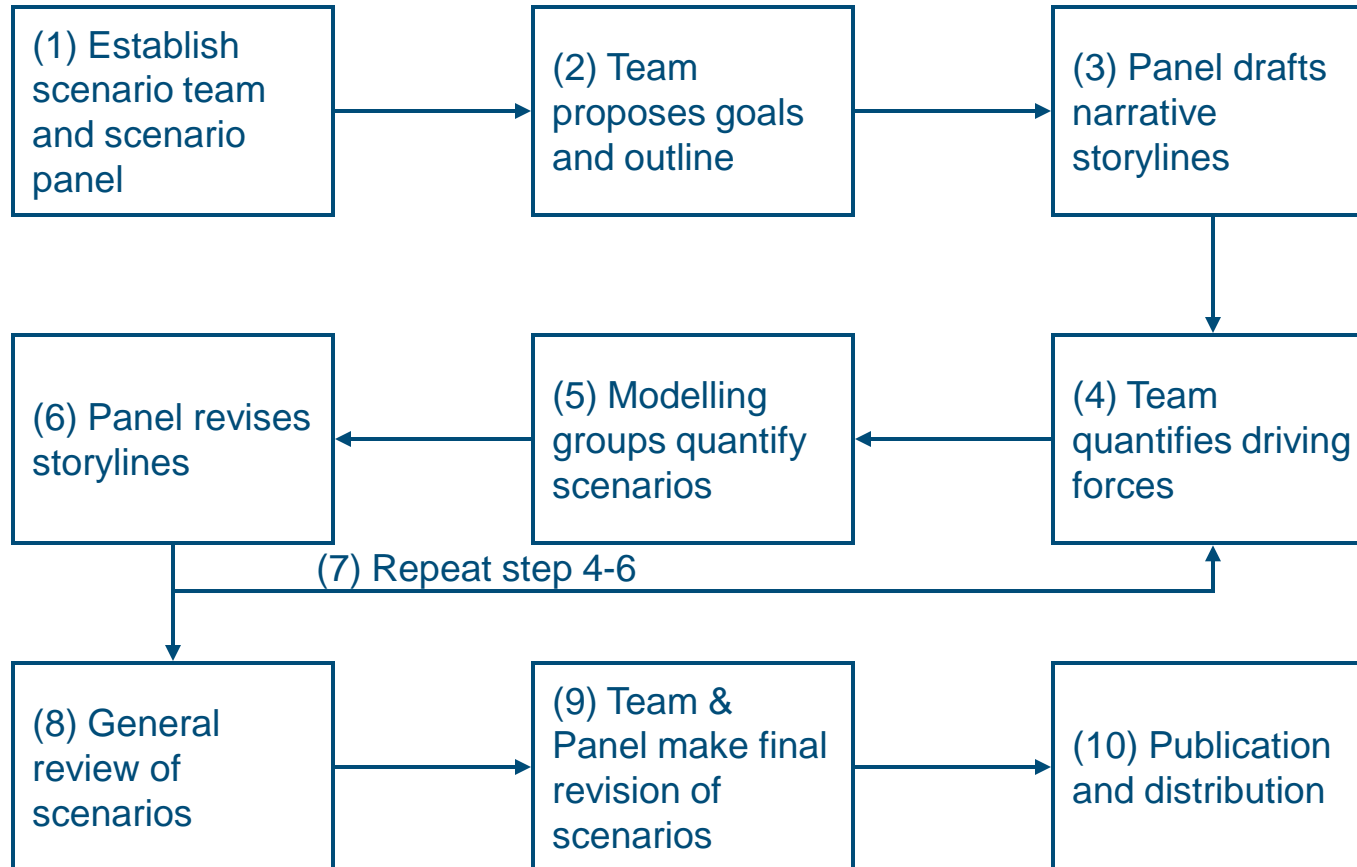 (1) Establish
scenario team
and scenario
panel
(2) Team
proposes goals
and outline
(3) Panel drafts
narrative
storylines
(4) Team
quantifies driving
forces
(5) Modelling
groups quantify
scenarios
(6) Panel revises
storylines
(7) Repeat step 4-6
(8) General
review of
scenarios
(9) Team &
Panel make final
revision of
scenarios
(10) Publication
and distribution